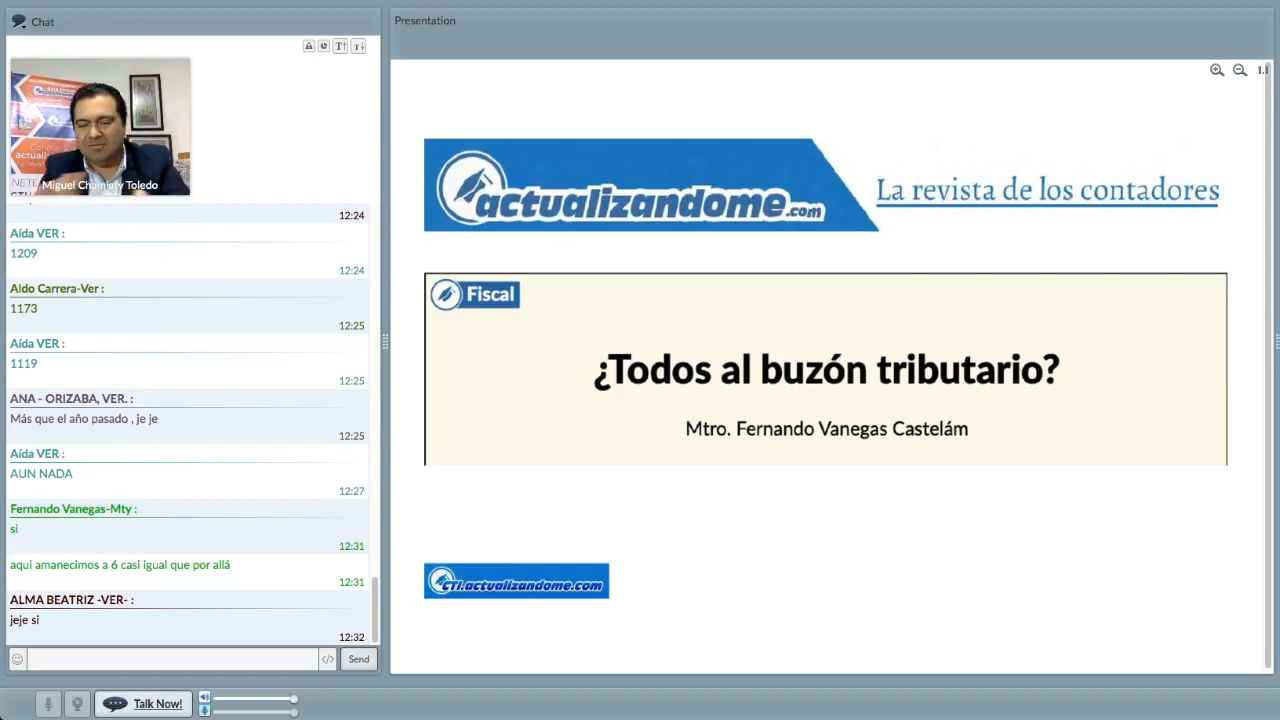 Chat
Miguel Chamlaty Toledo
12:24
Aída VER :
1209
12:24
Aldo Carrera-Ver :
1173
12:25
Aída VER :
1119
12:25
ANA - ORIZABA, VER. :
Más que el año pasado , je je
12:25
Aída VER :
AUN NADA
12:27
Fernando Vanegas-Mty :
si
12:31
aqui amanecimos a 6 casi igual que por allá
12:31
ALMA BEATRIZ -VER- :
jeje si
12:32
Send
Talk Now!
Presentation
1:1
actualizandome.com
La revista de los contadores
Fiscal
¿Todos al buzón tributario?
Mtro. Fernando Vanegas Castelám
CTI.actualizandome.com